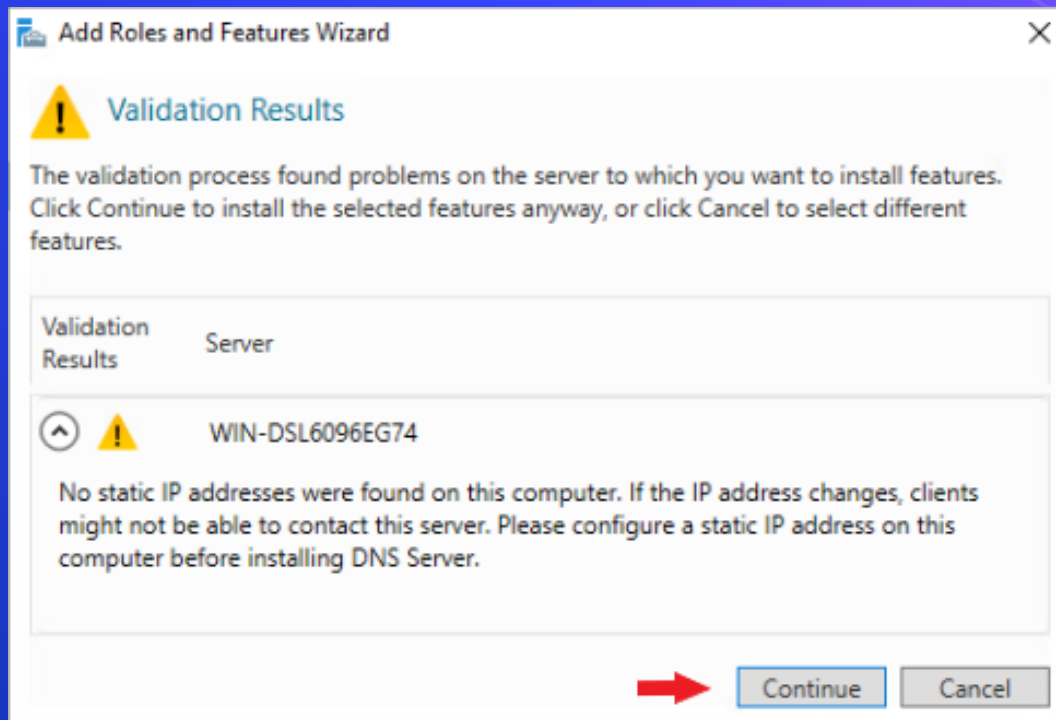 Add Roles and Features Wizard
Validation Results
The validation process found problems on the server to which you want to install features.
Click Continue to install the selected features anyway, or click Cancel to select different
features.
Validation
Results
Server
WIN-DSL6096EG74
No static IP addresses were found on this computer. If the IP address changes, clients
might not be able to contact this server. Please configure a static IP address on this
computer before installing DNS Server.
Continue
Cancel